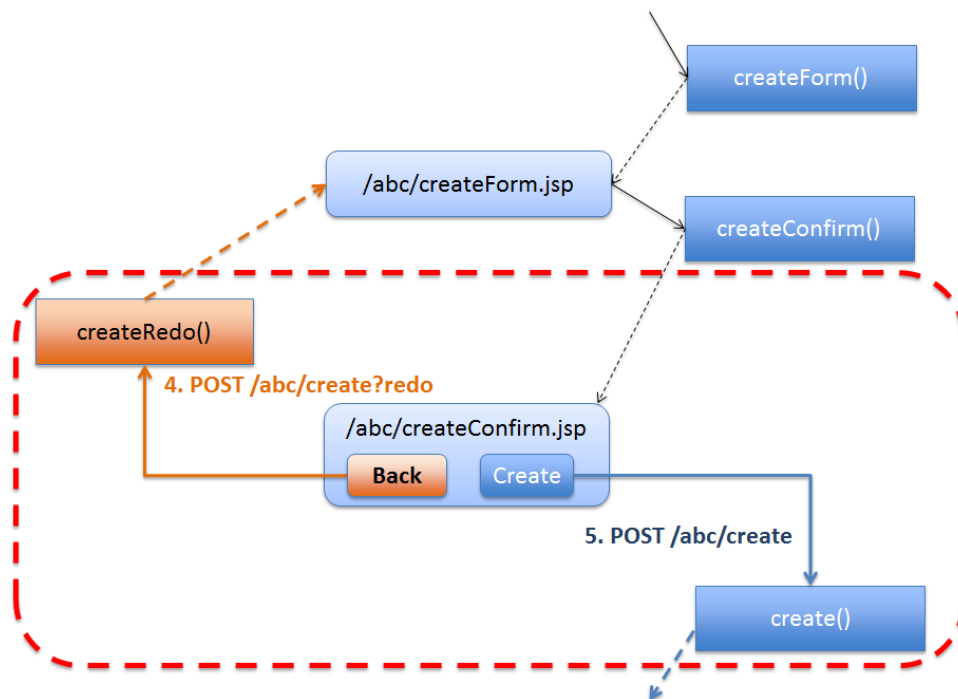 createForm()
/abc/createForm.jsp
createConfirm()
createRedo()
4. POST /abc/create?redo
/abc/createConfirm.jsp
Back
Create
5. POST /abc/create
create()